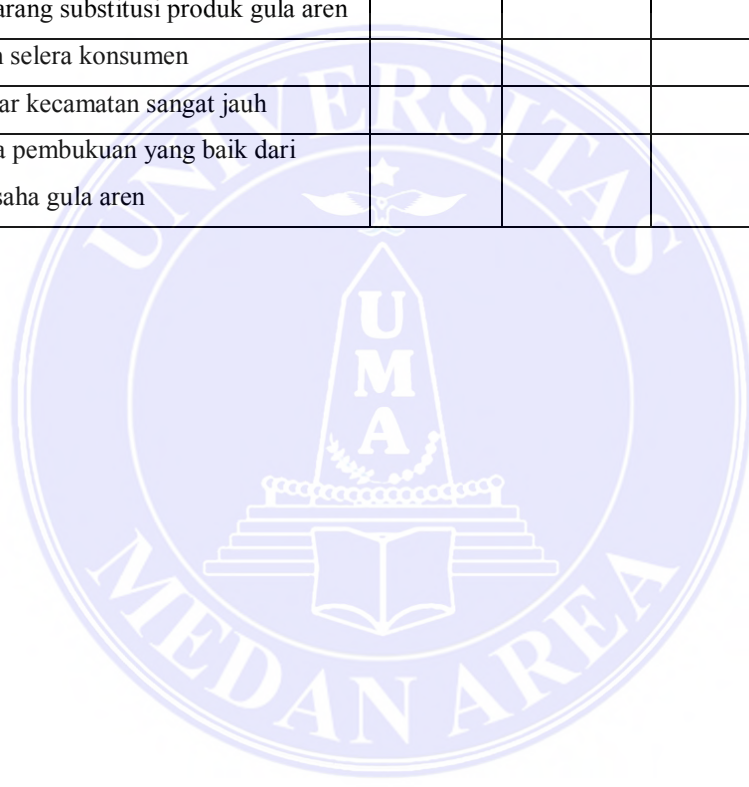 arang substitusi produk gula aren
n selera konsumen
ar kecamatan sangat jauh
a pembukuan yang baik dari
saha gula aren
UNIVERSITAS
U
M
A
MEDAN AREA